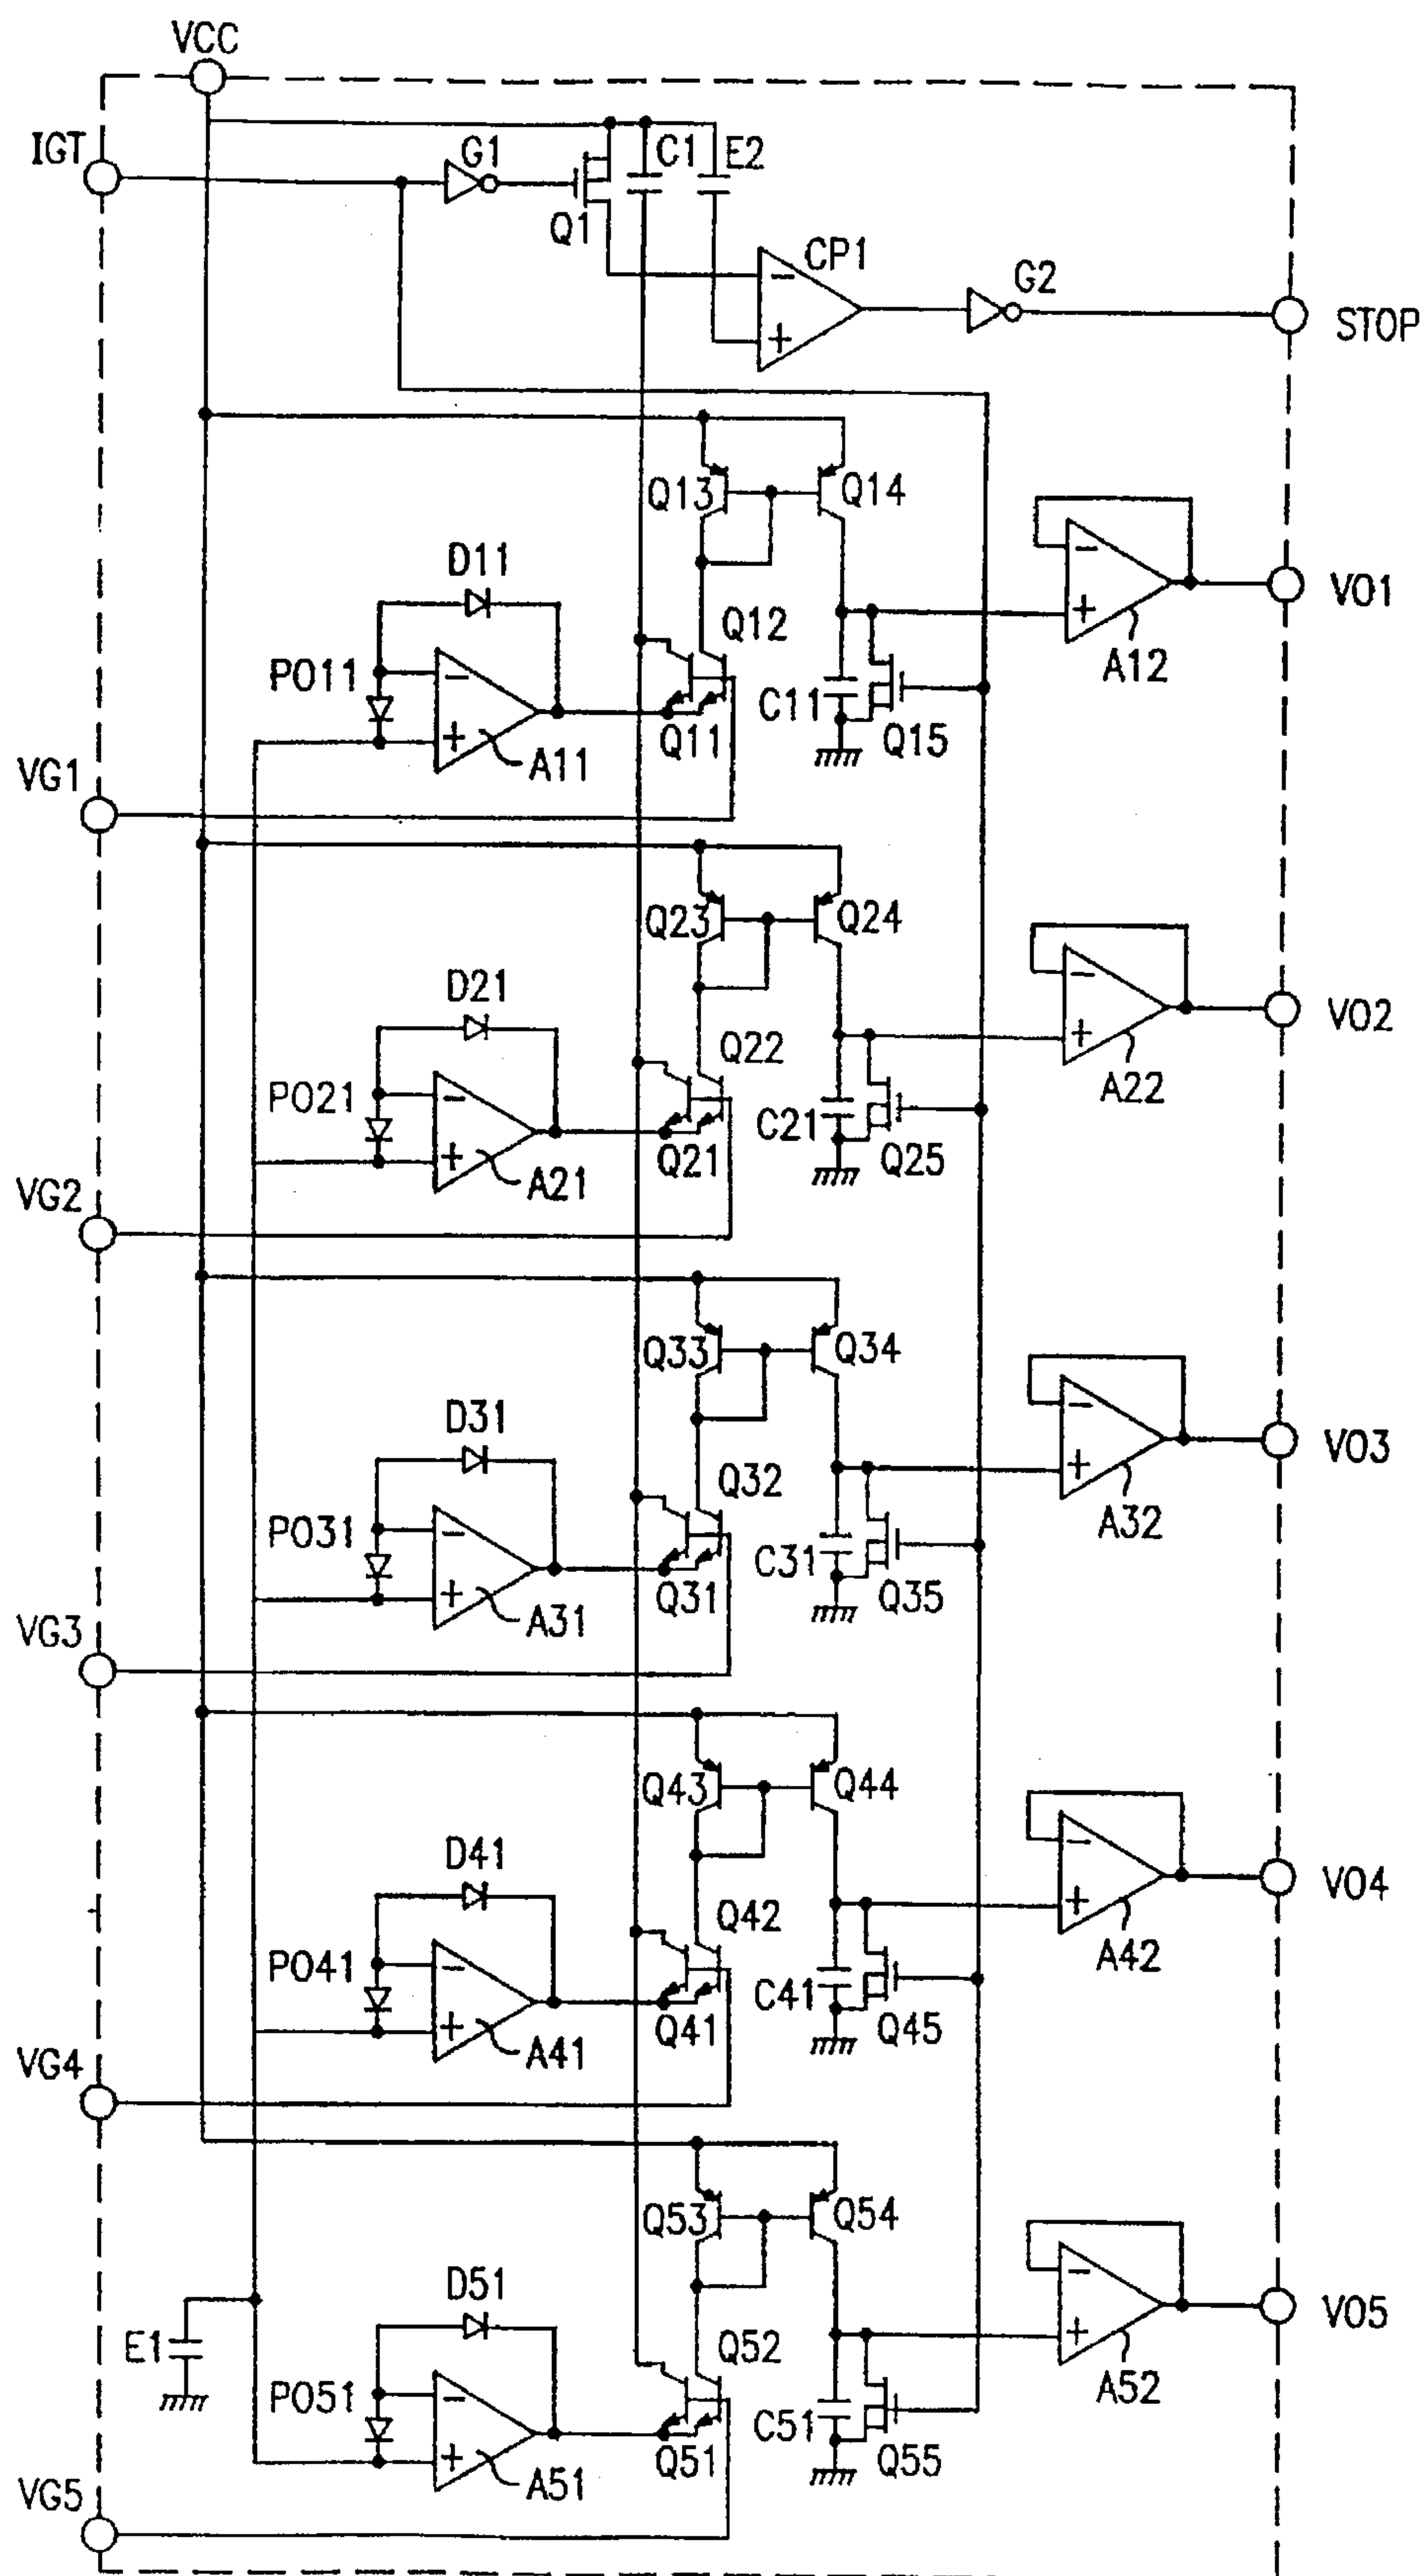 VCC
IGT
G1
C1
E2
Q1
CP1
G2
STOP
Q13
Q14
D11
Q12
VO1
PO11
A12
C11
Q11
Q15
A11
VG1
Q23
Q24
D21
Q22
VO2
PO21
A22
C21
Q21
Q25
A21
VG2
Q33
Q34
D31
Q32
VO3
PO31
A32
C31
Q31
Q35
A31
VG3
Q43
Q44
D41
Q42
VO4
PO41
A42
C41
Q41
Q45
A41
VG4
Q53
Q54
D51
Q52
VO5
E1
PO51
A52
C51
Q51
Q55
A51
VG5